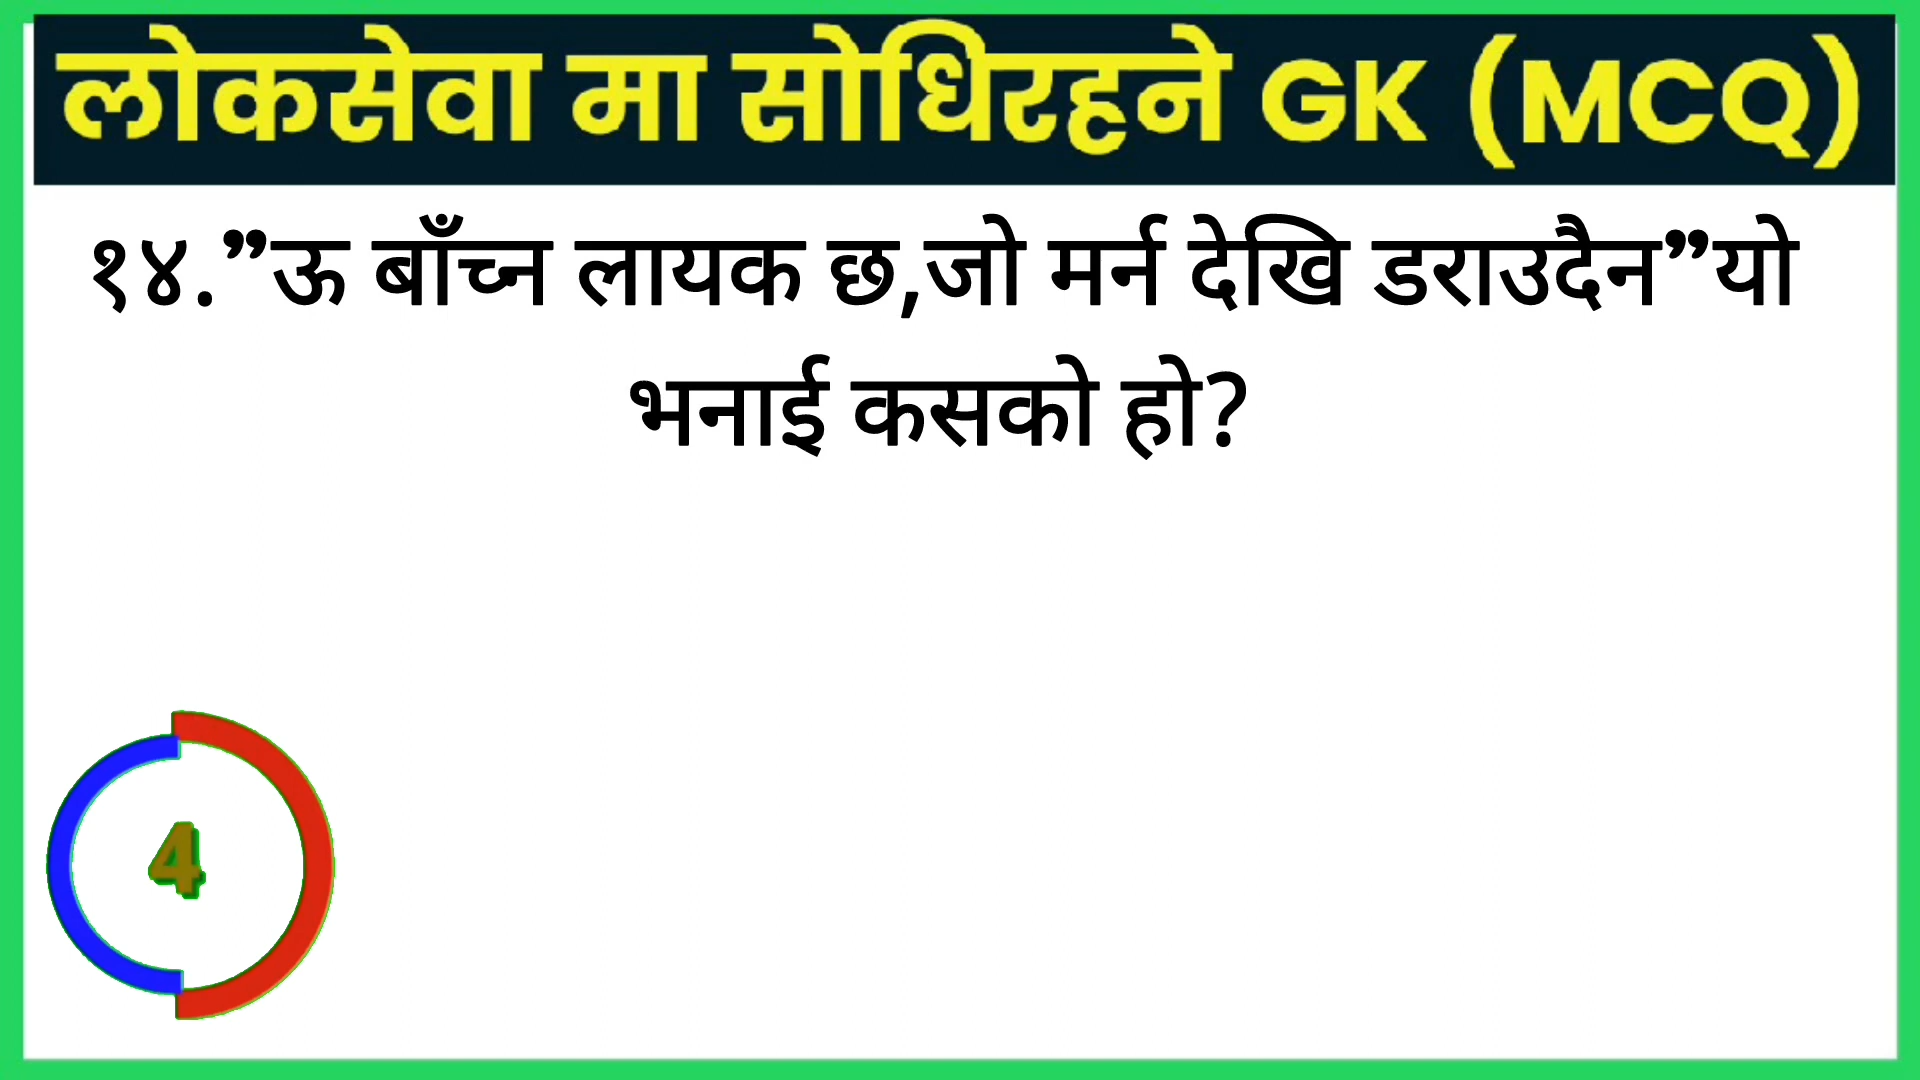 लोकसेवा मा सोधिरहने GK (MCQ)
१४.”ऊ बाँच्न लायक छ,जो मर्न देखि डराउदैन”यो
भनाई कसको हो?
4